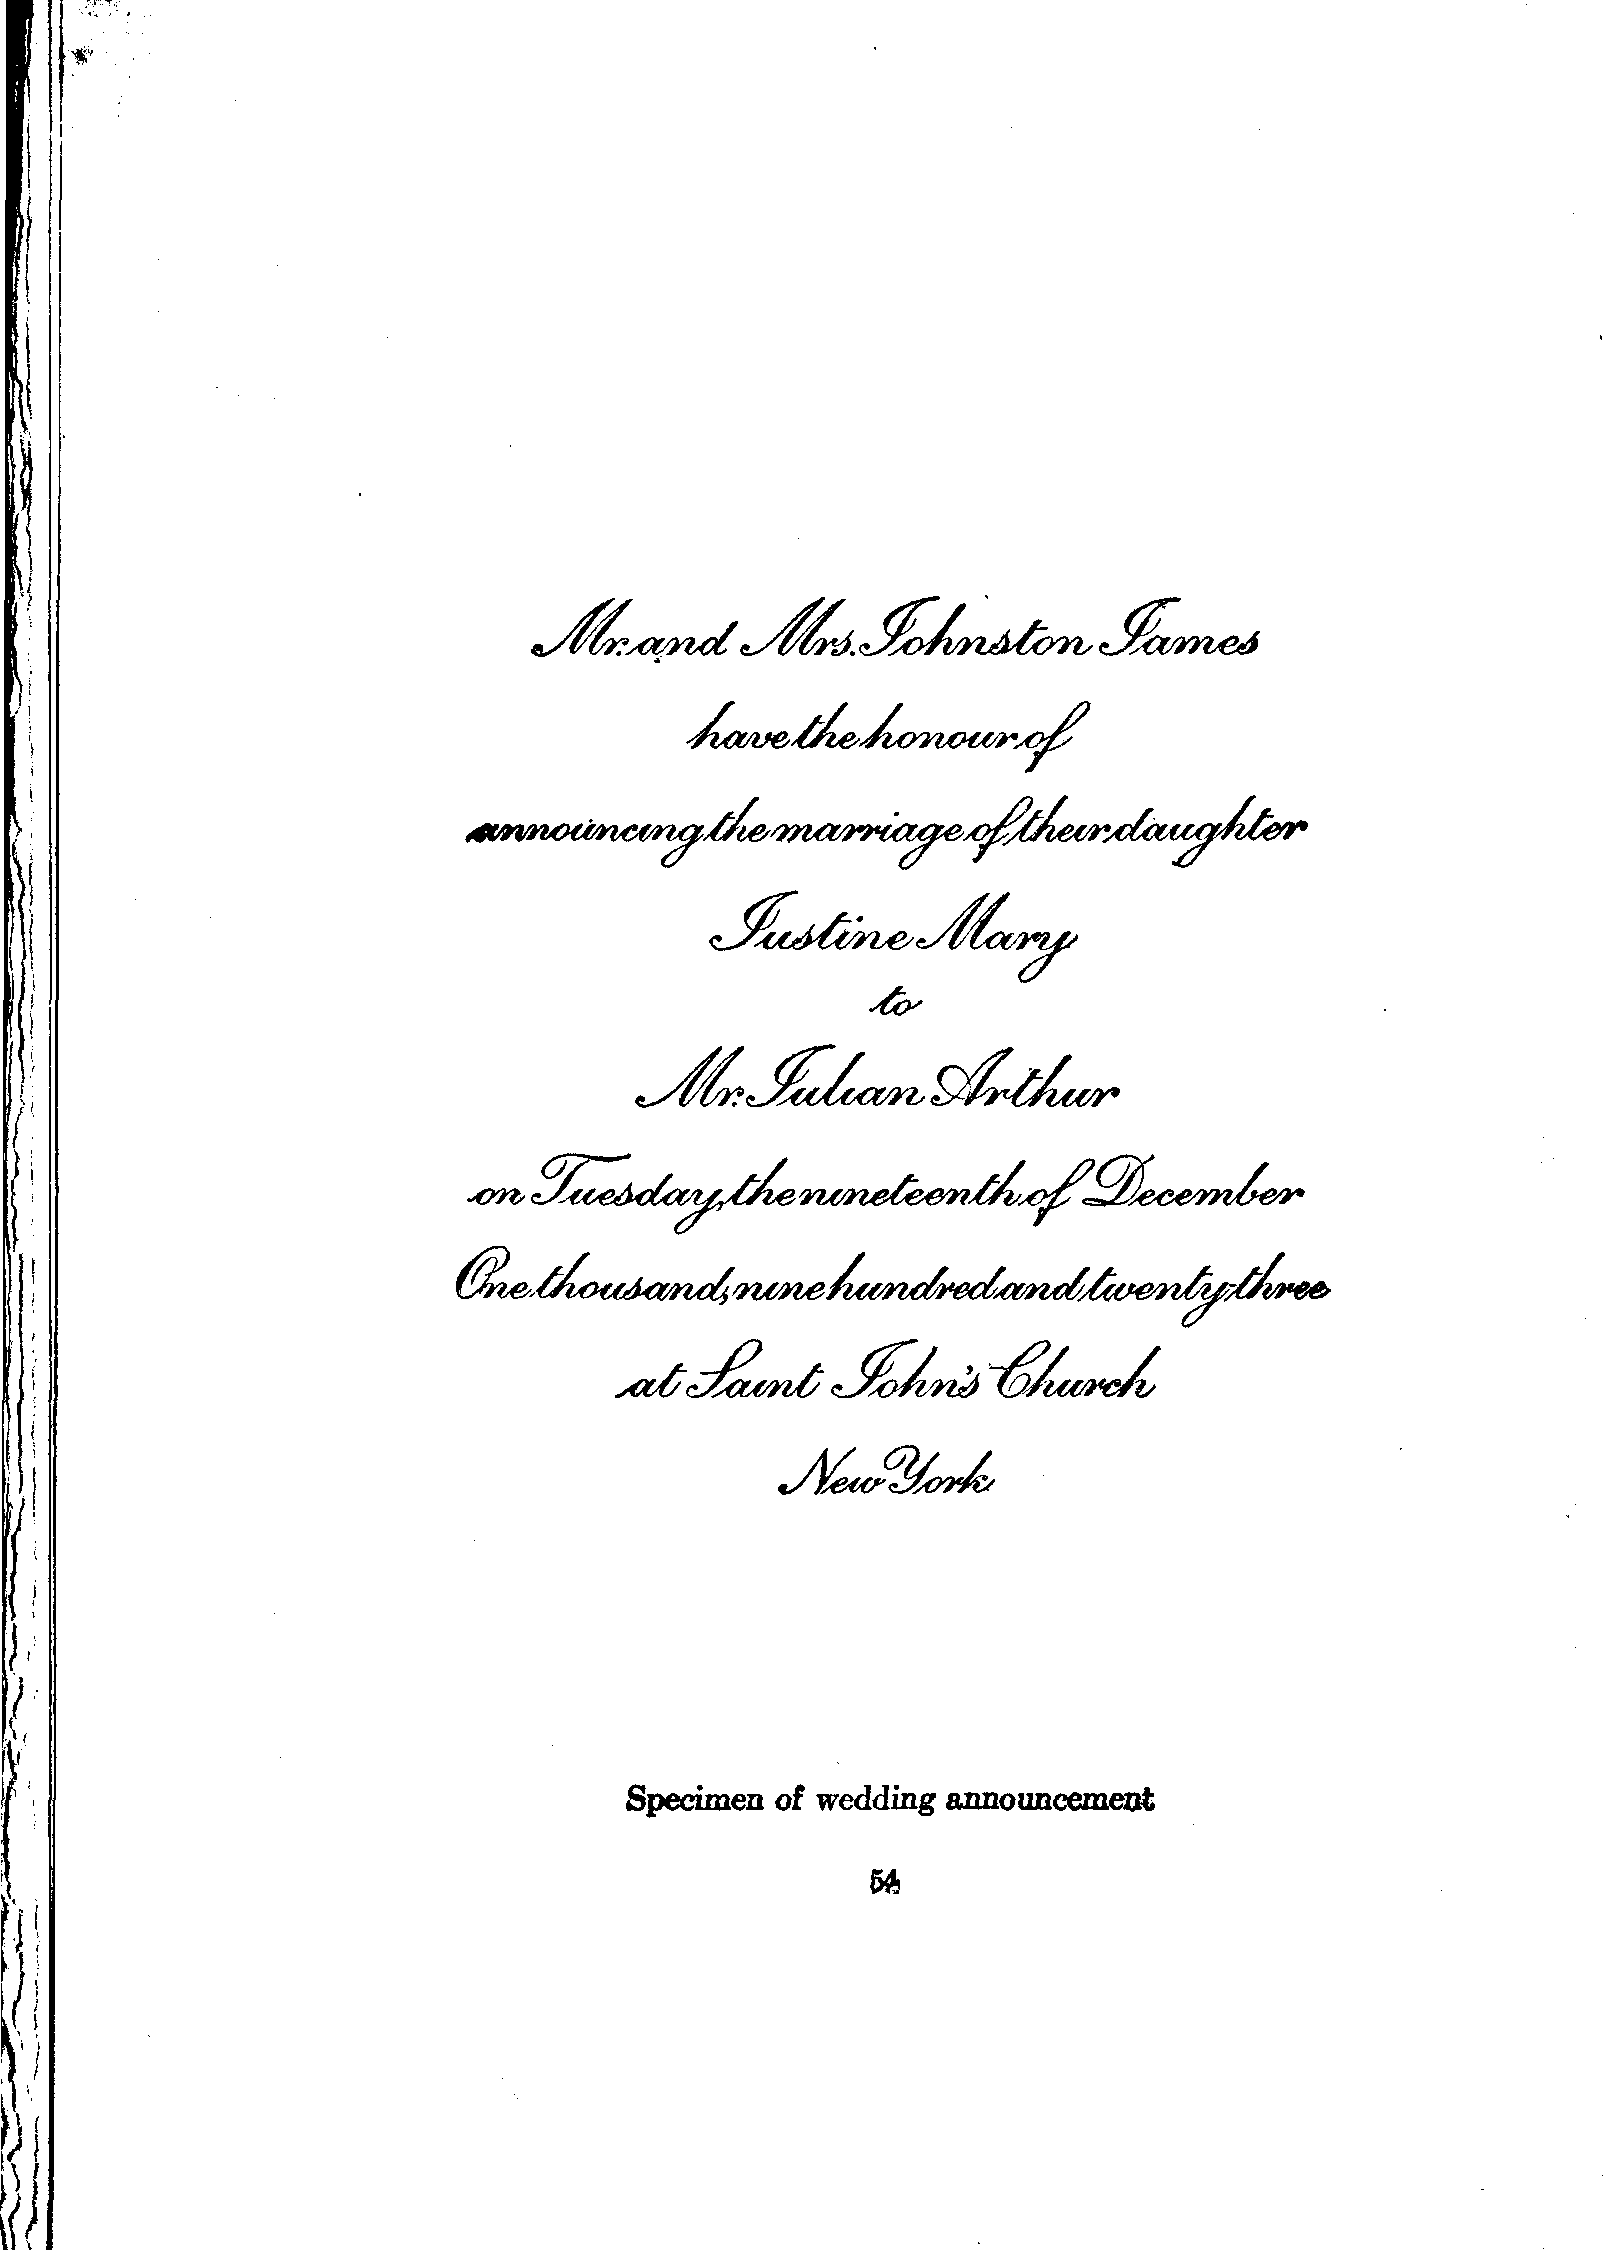 Mr. and Mrs. Johnston James
have the honour of
announcing the marriage of their daughter
Justine Mary
to
Mr. Julian Arthur
on Tuesday, the nineteenth of December
One thousand, nine hundred and twenty-three
at Saint John's Church
New York
Specimen of wedding announcement
54